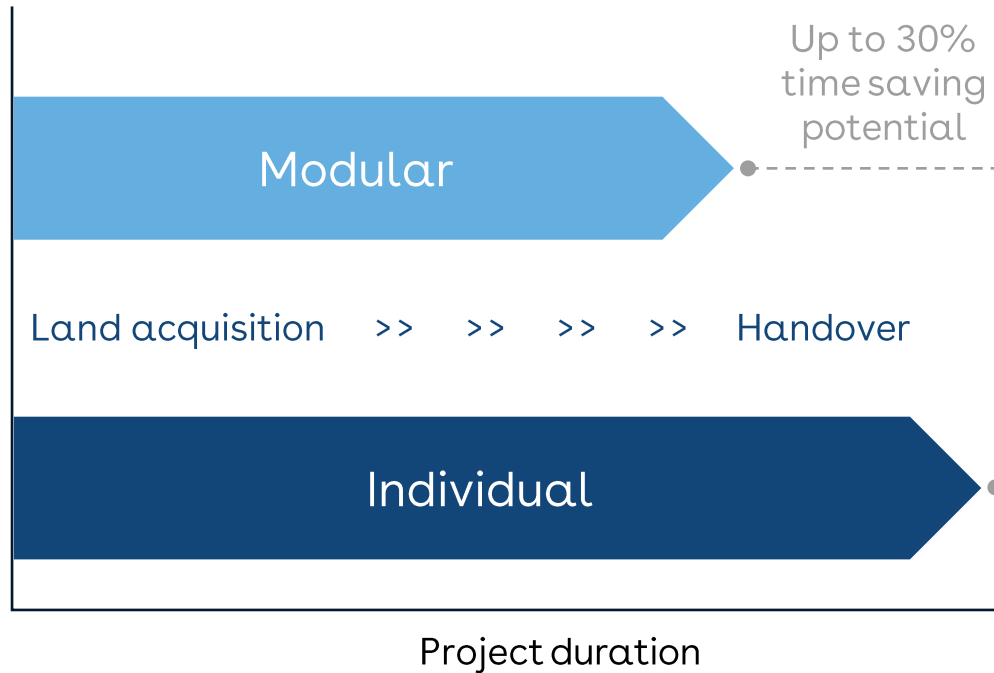 Up to 30%
time saving
potential
Modular
Land acquisition >> >> >> >> Handover
Individual
Project duration